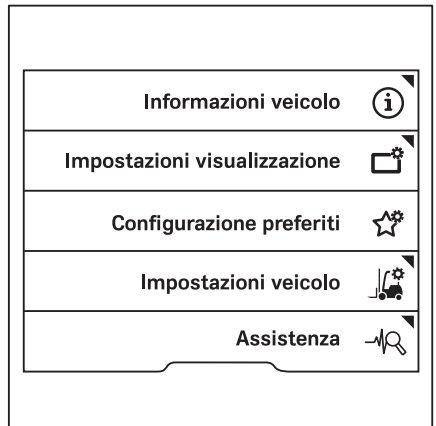 Informazioni veicolo
Impostazioni visualizzazione
Configurazione preferiti
Impostazioni veicolo
Assistenza